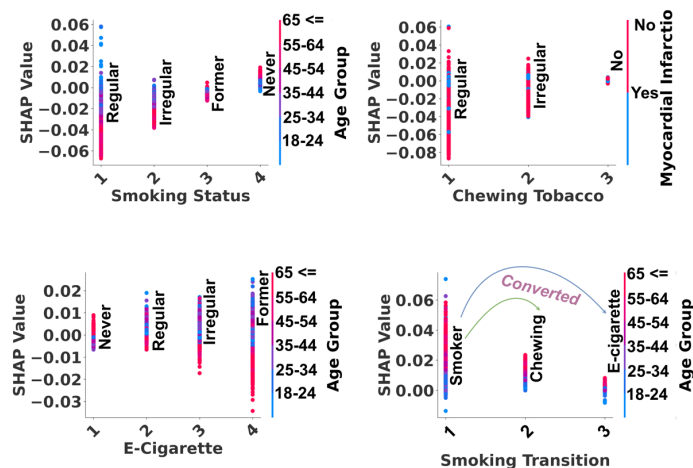 SHAP Value
0.06
0.04
0.02
0.00
−0.02
−0.04
−0.06
Regular
Irregular
Former
Never
1
2
3
4
Smoking Status
65 <=
55-64
45-54
35-44
25-34
18-24
Age Group
SHAP Value
0.06
0.04
0.02
0.00
−0.02
−0.04
−0.06
−0.08
Regular
Irregular
No
1
2
3
Chewing Tobacco
No
Yes
Myocardial Infarctio
SHAP Value
0.02
0.01
0.00
−0.01
−0.02
−0.03
Never
Regular
Irregular
Former
1
2
3
4
E-Cigarette
65 <=
55-64
45-54
35-44
25-34
18-24
Age Group
SHAP Value
0.06
0.04
0.02
0.00
Converted
Smoker
Chewing
E-cigarette
1
2
3
Smoking Transition
65 <=
55-64
45-54
35-44
25-34
18-24
Age Group